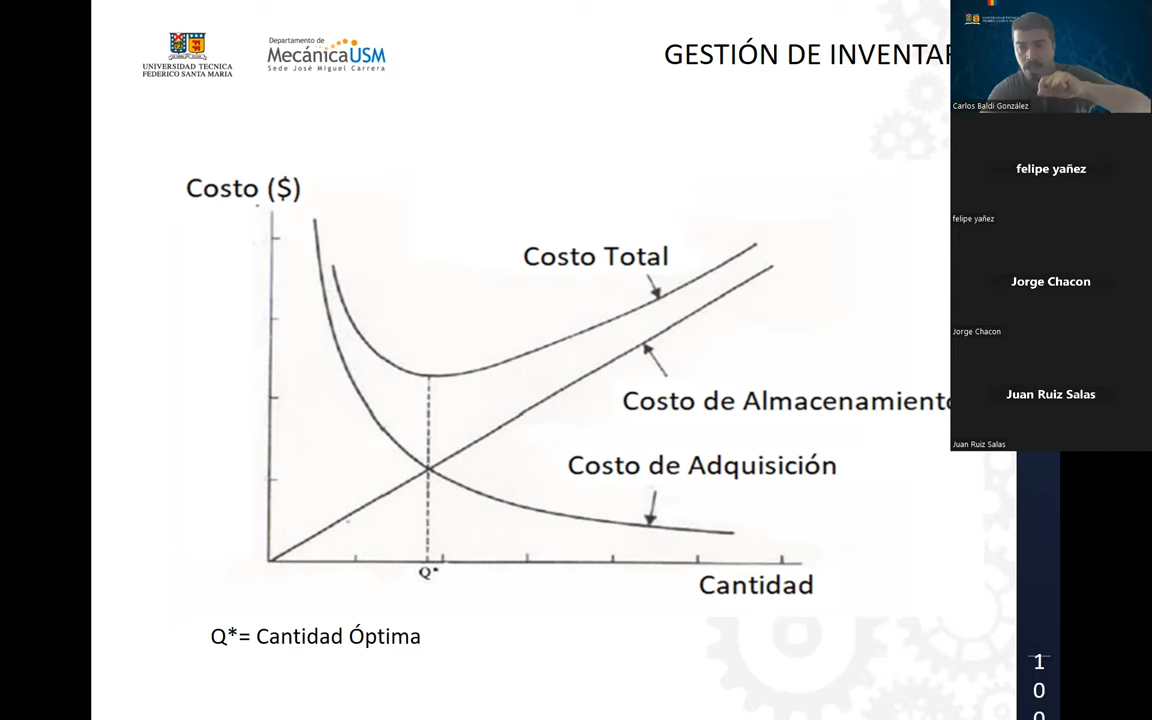 UNIVERSIDAD TECNICA
FEDERICO SANTA MARIA
Departamento de
MecánicaUSM
Sede José Miguel Carrera
GESTIÓN DE INVENTAR
Carlos Baldi González
felipe yañez
felipe yañez
Jorge Chacon
Jorge Chacon
Juan Ruiz Salas
Juan Ruiz Salas
Costo ($)
Costo Total
Costo de Almacenamiento
Costo de Adquisición
Q*
Cantidad
Q*= Cantidad Óptima
1
0
0